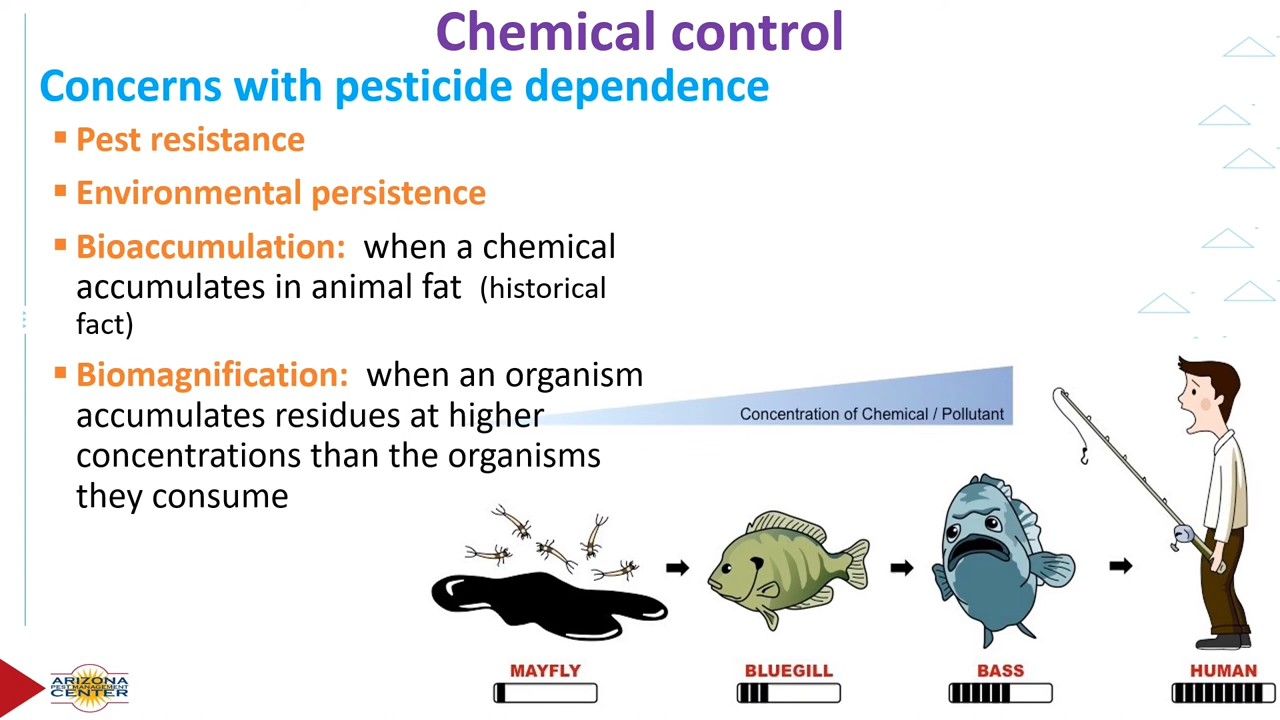 Chemical control
Concerns with pesticide dependence
▪ Pest resistance
▪ Environmental persistence
▪ Bioaccumulation: when a chemical
accumulates in animal fat (historical
fact)
▪ Biomagnification: when an organism
accumulates residues at higher
concentrations than the organisms
they consume
Concentration of Chemical / Pollutant
MAYFLY
BLUEGILL
BASS
HUMAN
ARIZONA
PEST MANAGEMENT
CENTER